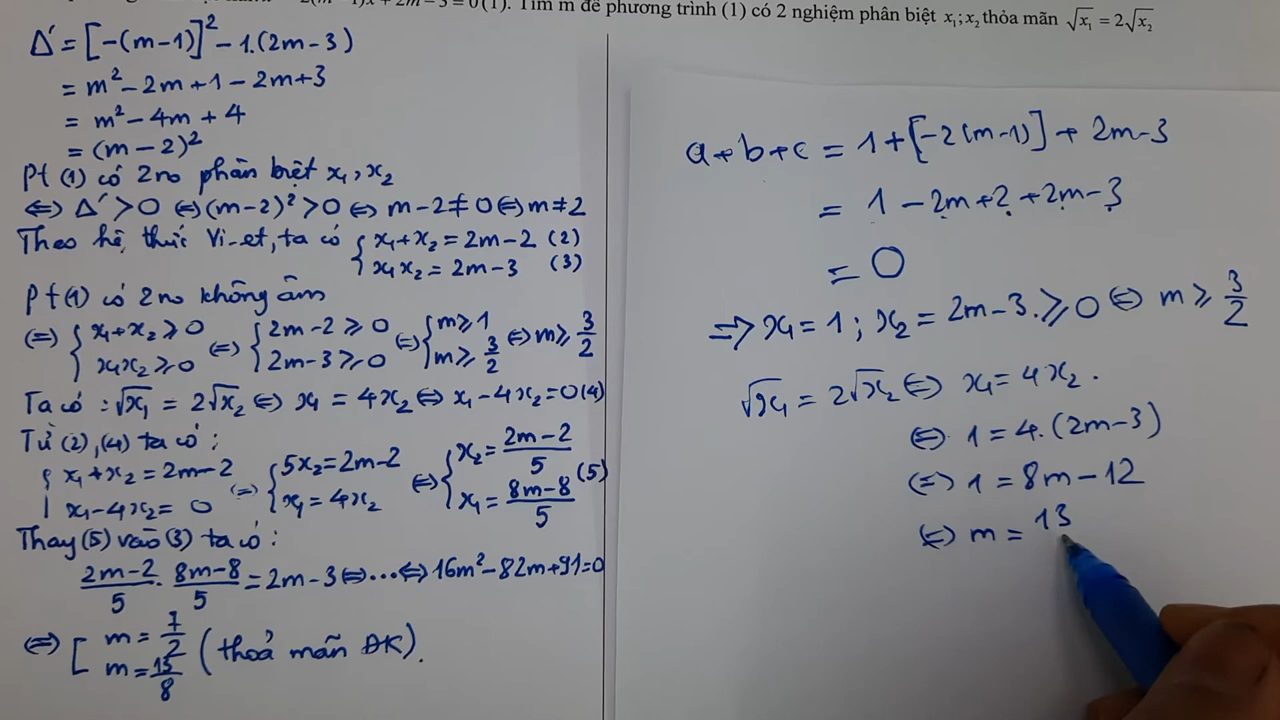 2m-3=0(1). Tìm m để phương trình (1) có 2 nghiệm phân biệt x₁;x₂ thỏa mãn √x₁ = 2√x₂
Δ' = [-(m-1)]² - 1.(2m-3)
= m² - 2m + 1 - 2m + 3
= m² - 4m + 4
= (m-2)²
Pt (1) có 2no phân biệt x₁, x₂
⇔ Δ' > 0 ⇔ (m-2)² > 0 ⇔ m-2 ≠ 0 ⇔ m ≠ 2
Theo hệ thức Vi-et, ta có { x₁+x₂ = 2m-2 (2)
x₁x₂ = 2m-3 (3)
Pt (1) có 2no không âm
⇔ { x₁+x₂ ⩾ 0 ⇔ { 2m-2 ⩾ 0 ⇔ { m ⩾ 1 ⇔ m ⩾ 3/2
x₁x₂ ⩾ 0 2m-3 ⩾ 0 m ⩾ 3/2
Ta có : √x₁ = 2√x₂ ⇔ x₁ = 4x₂ ⇔ x₁-4x₂=0 (4)
Từ (2), (4) ta có :
{ x₁+x₂ = 2m-2 ⇔ { 5x₂ = 2m-2 ⇔ { x₂ = (2m-2)/5
x₁-4x₂ = 0 x₁ = 4x₂ x₁ = (8m-8)/5 (5)
Thay (5) vào (3) ta có :
(2m-2)/5 . (8m-8)/5 = 2m-3 ⇔ ... ⇔ 16m²-82m+91=0
⇔ [ m = 7/2 (thoả mãn ĐK).
m = 13/8
a+b+c = 1+[-2(m-1)] + 2m-3
= 1 - 2m+2 + 2m-3
= 0
=> x₁ = 1 ; x₂ = 2m-3 ⩾ 0 ⇔ m ⩾ 3/2
√x₁ = 2√x₂ ⇔ x₁ = 4x₂.
⇔ 1 = 4.(2m-3)
⇔ 1 = 8m-12
⇔ m = 13